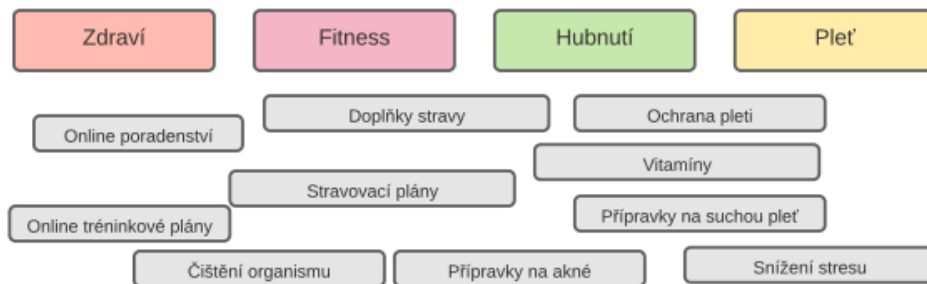 Zdraví
Fitness
Hubnutí
Pleť
Doplňky stravy
Ochrana pleti
Online poradenství
Vitamíny
Stravovací plány
Přípravky na suchou pleť
Online tréninkové plány
Čištění organismu
Přípravky na akné
Snížení stresu